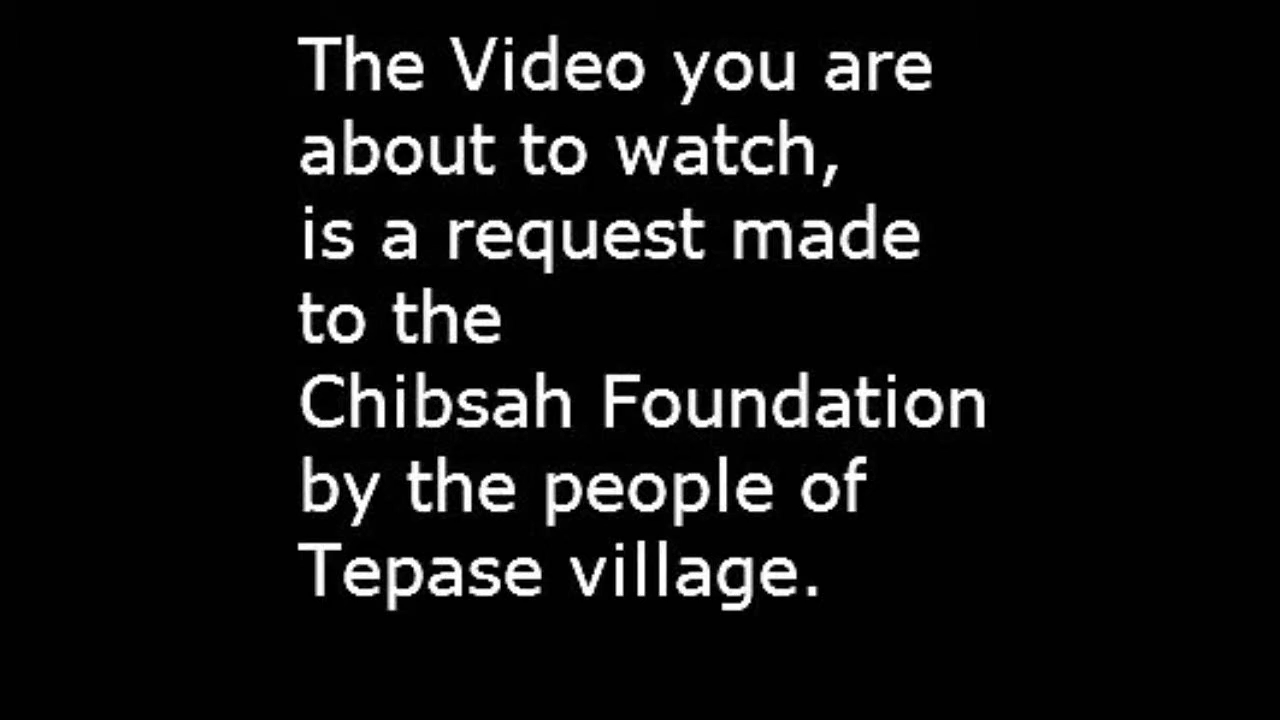 The Video you are
about to watch,
is a request made
to the
Chibsah Foundation
by the people of
Tepase village.